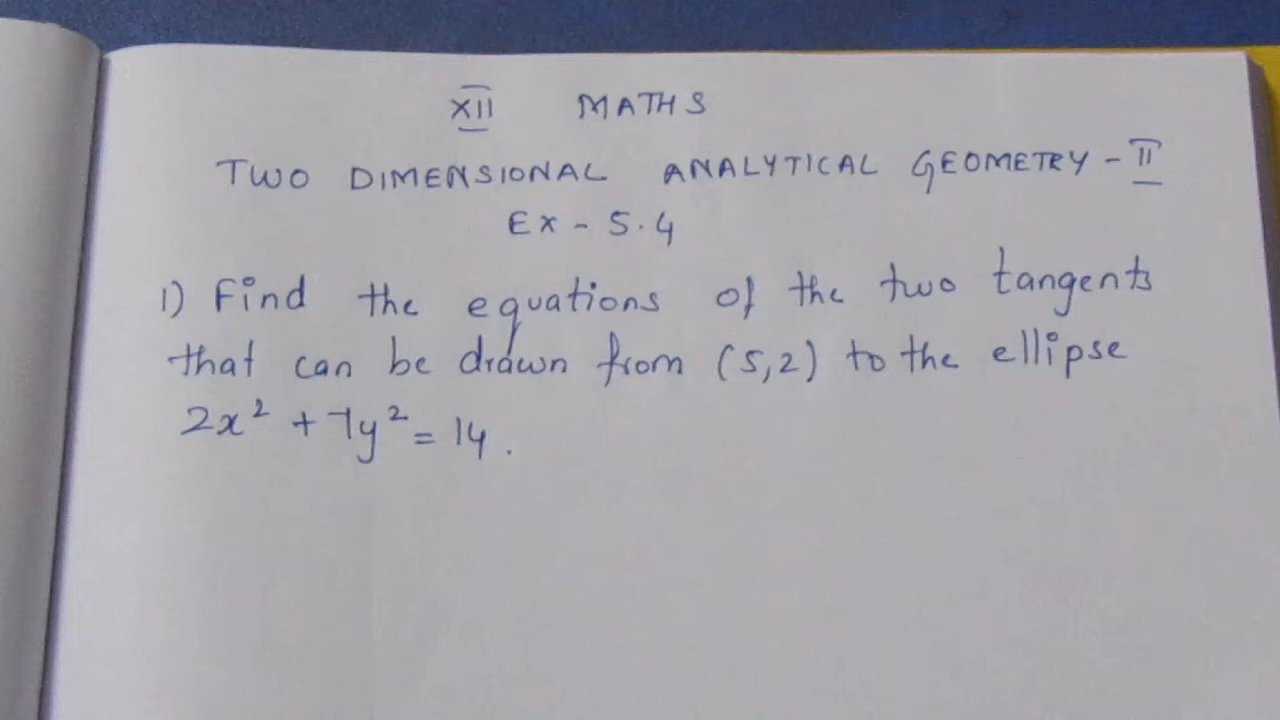 XII MATHS
TWO DIMENSIONAL ANALYTICAL GEOMETRY - II
Ex - 5.4
1) Find the equations of the two tangents
that can be drawn from (5,2) to the ellipse
2x² + 7y² = 14.